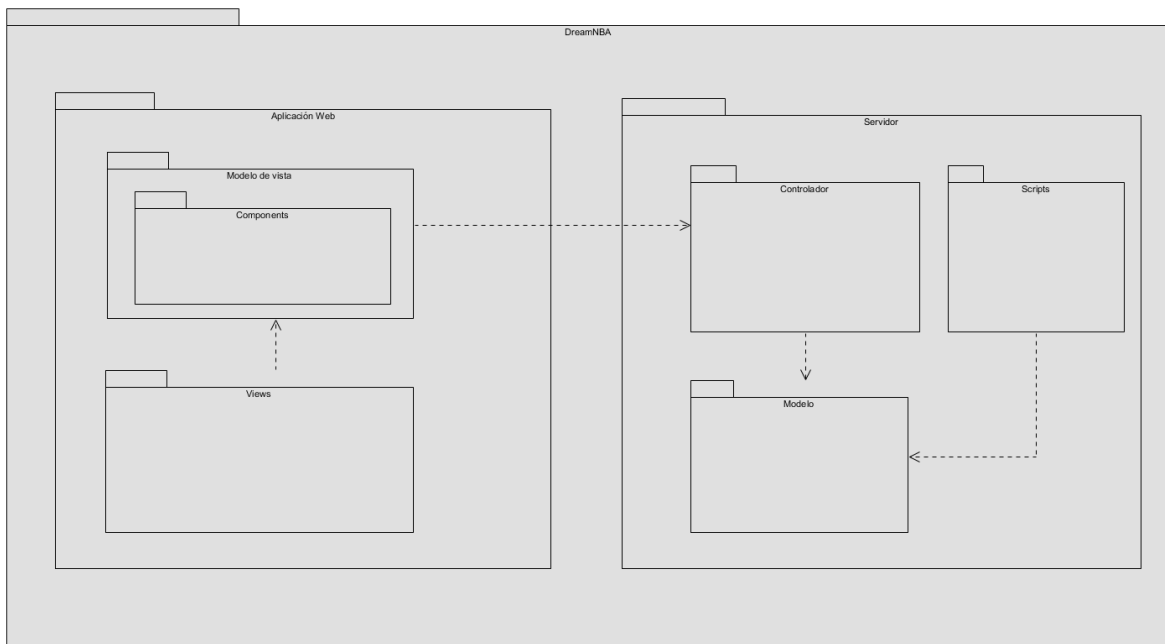 DreamNBA
Aplicación Web
Servidor
Modelo de vista
Components
Controlador
Scripts
Views
Modelo